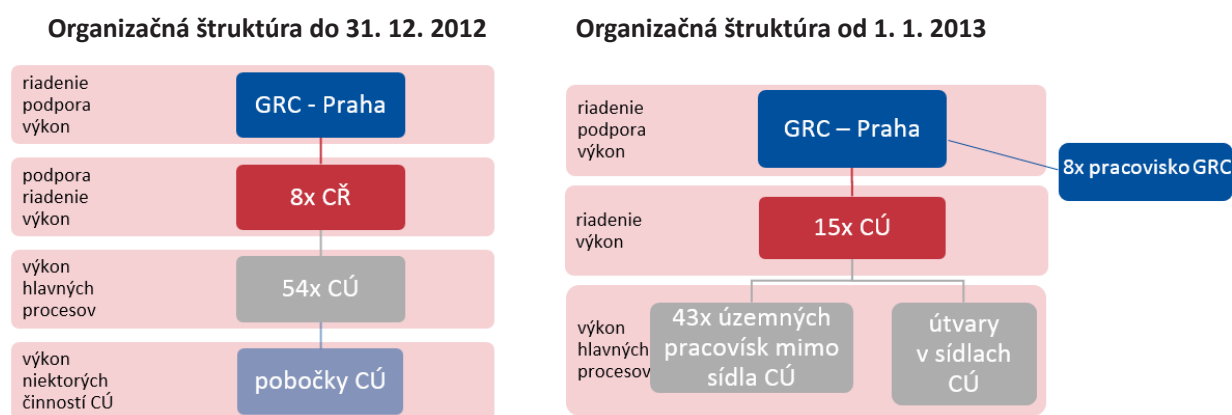 Organizačná štruktúra do 31. 12. 2012
riadenie
podpora
výkon
GRC - Praha
podpora
riadenie
výkon
8x CŘ
výkon
hlavných
procesov
54x CÚ
výkon
niektorých
činností CÚ
pobočky CÚ
Organizačná štruktúra od 1. 1. 2013
riadenie
podpora
výkon
GRC – Praha
8x pracovisko GRC
riadenie
výkon
15x CÚ
výkon
hlavných
procesov
43x územných
pracovísk mimo
sídla CÚ
útvary
v sídlach
CÚ